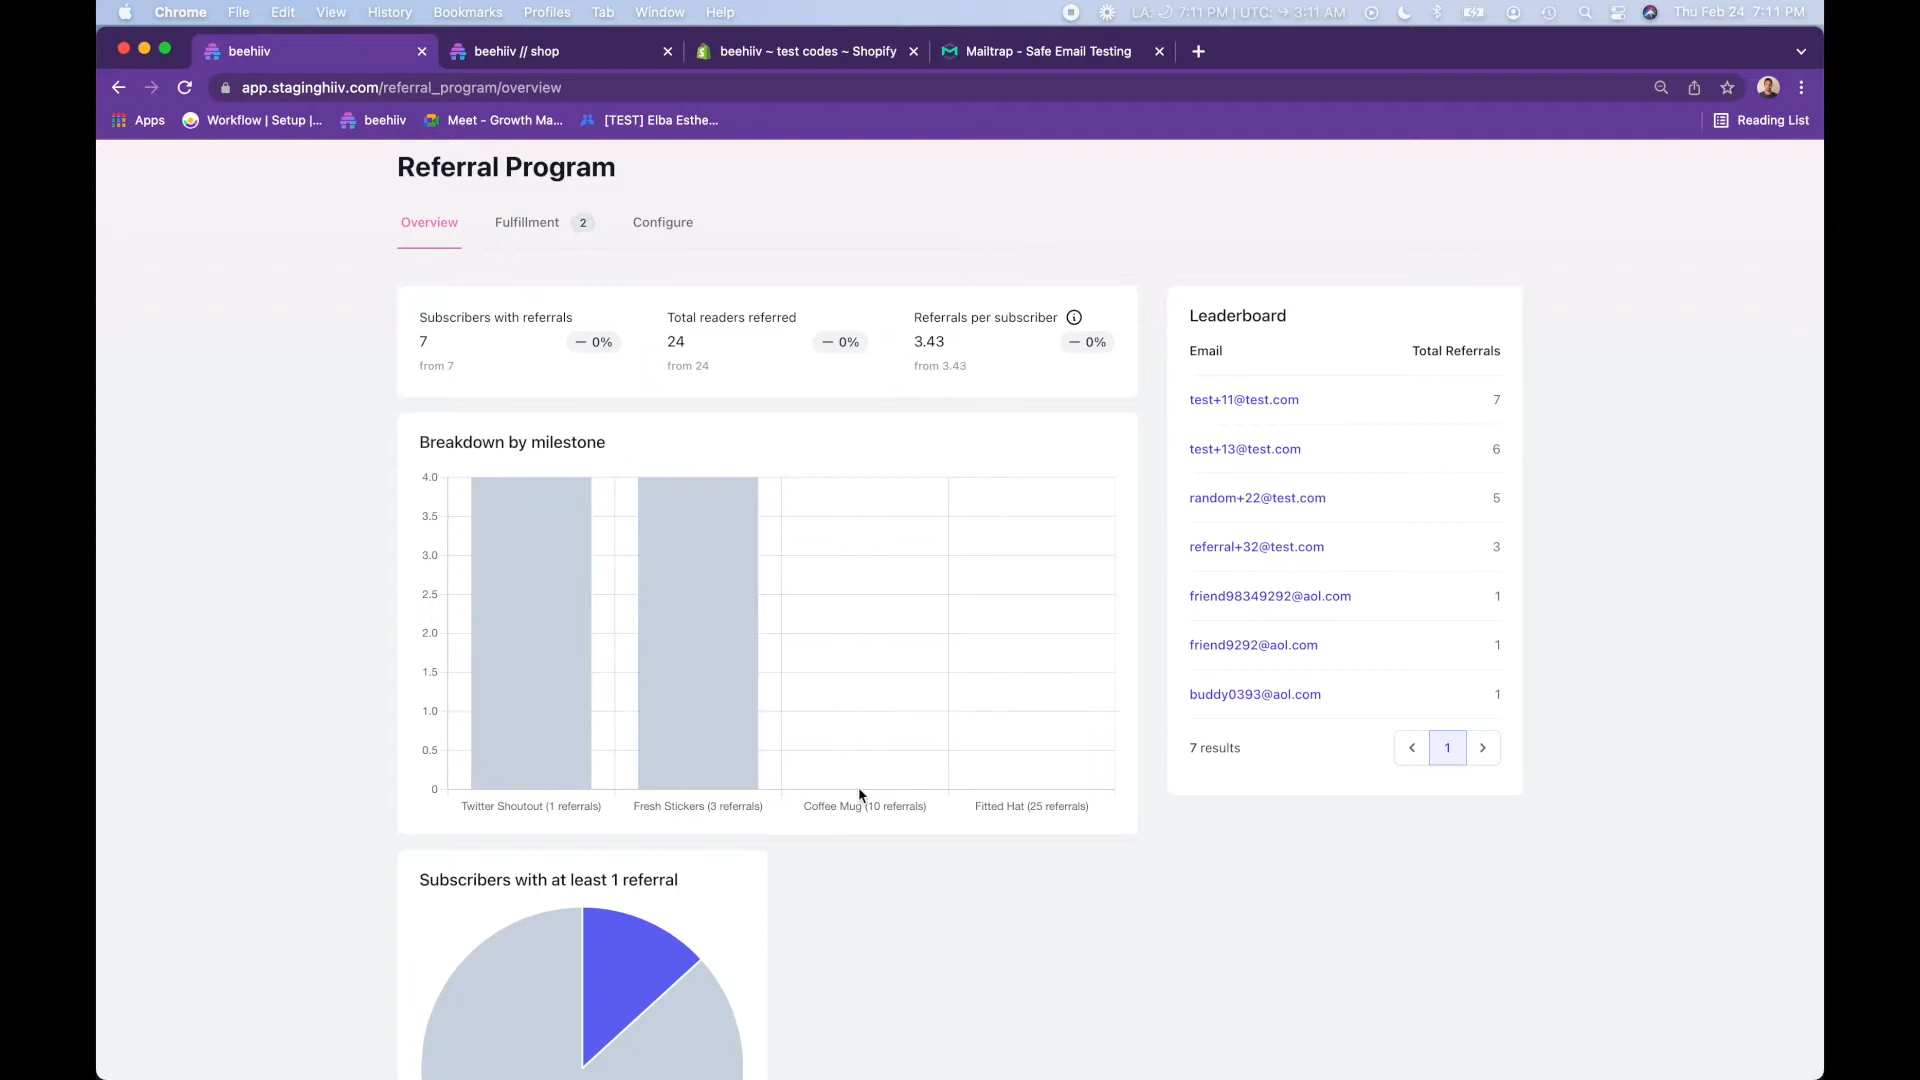 Chrome File Edit View History Bookmarks Profiles Tab Window Help LA: 7:11 PM | UTC: 3:11 AM Thu Feb 24 7:11 PM
beehiiv beehiiv // shop beehiiv ~ test codes ~ Shopify Mailtrap - Safe Email Testing
app.staginghiiv.com/referral_program/overview
Apps Workflow | Setup |... beehiiv Meet - Growth Ma... [TEST] Elba Esthe... Reading List
Referral Program
Overview Fulfillment 2 Configure
Subscribers with referrals Total readers referred Referrals per subscriber
7 — 0% 24 — 0% 3.43 — 0%
from 7 from 24 from 3.43
Breakdown by milestone
4.0
3.5
3.0
2.5
2.0
1.5
1.0
0.5
0
Twitter Shoutout (1 referrals) Fresh Stickers (3 referrals) Coffee Mug (10 referrals) Fitted Hat (25 referrals)
Subscribers with at least 1 referral
Leaderboard
Email Total Referrals
test+11@test.com 7
test+13@test.com 6
random+22@test.com 5
referral+32@test.com 3
friend98349292@aol.com 1
friend9292@aol.com 1
buddy0393@aol.com 1
7 results 1